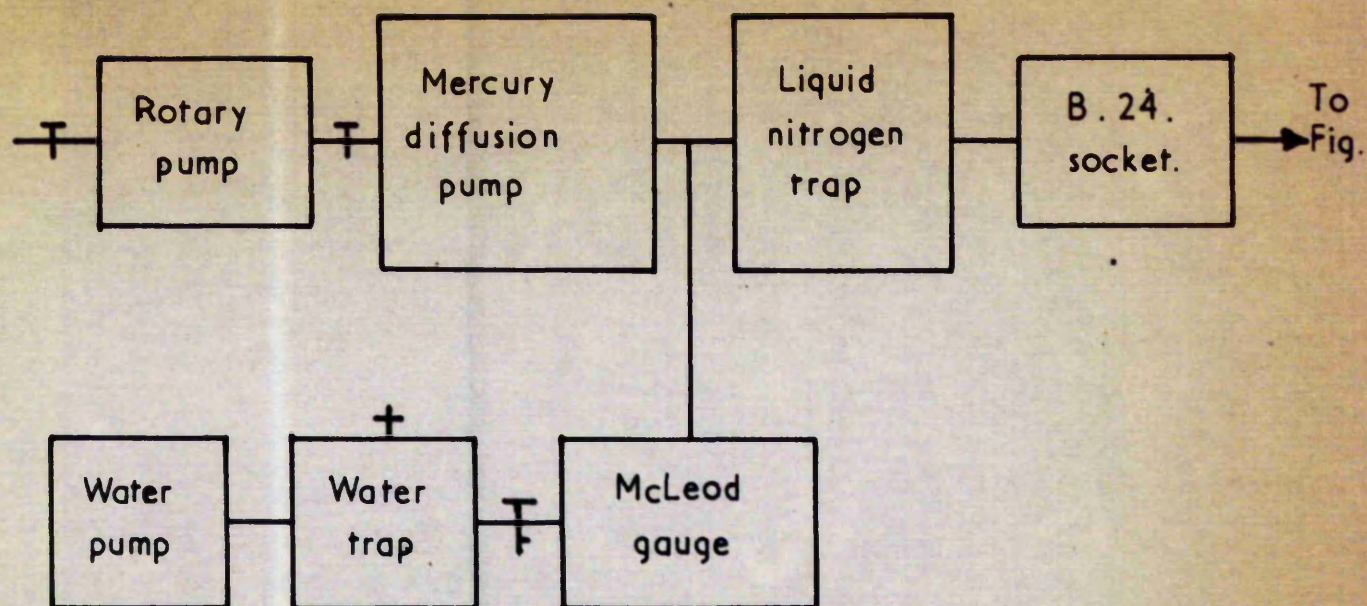 Rotary
pump
Mercury
diffusion
pump
Liquid
nitrogen
trap
B.24.
socket.
To
Fig.
Water
pump
Water
trap
McLeod
gauge